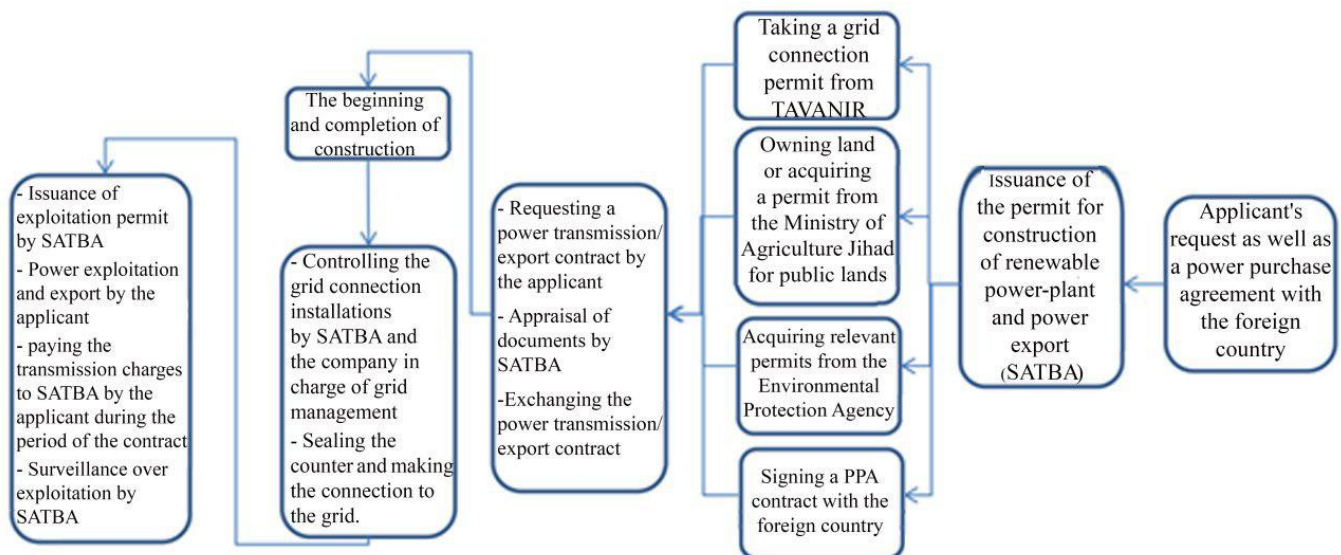 Applicant's
request as well as
a power purchase
agreement with
the foreign
country
Issuance of
the permit for
construction
of renewable
power-plant
and power
export
(SATBA)
Taking a grid
connection
permit from
TAVANIR
Owning land
or acquiring
a permit from
the Ministry of
Agriculture Jihad
for public lands
Acquiring relevant
permits from the
Environmental
Protection Agency
Signing a PPA
contract with the
foreign country
- Requesting a
power transmission/
export contract by
the applicant
- Appraisal of
documents by
SATBA
-Exchanging the
power transmission/
export contract
The beginning
and completion of
construction
- Controlling the
grid connection
installations
by SATBA and
the company in
charge of grid
management
- Sealing the
counter and making
the connection to
the grid.
- Issuance of
exploitation permit
by SATBA
- Power exploitation
and export by the
applicant
- paying the
transmission charges
to SATBA by the
applicant during the
period of the contract
- Surveillance over
exploitation by
SATBA